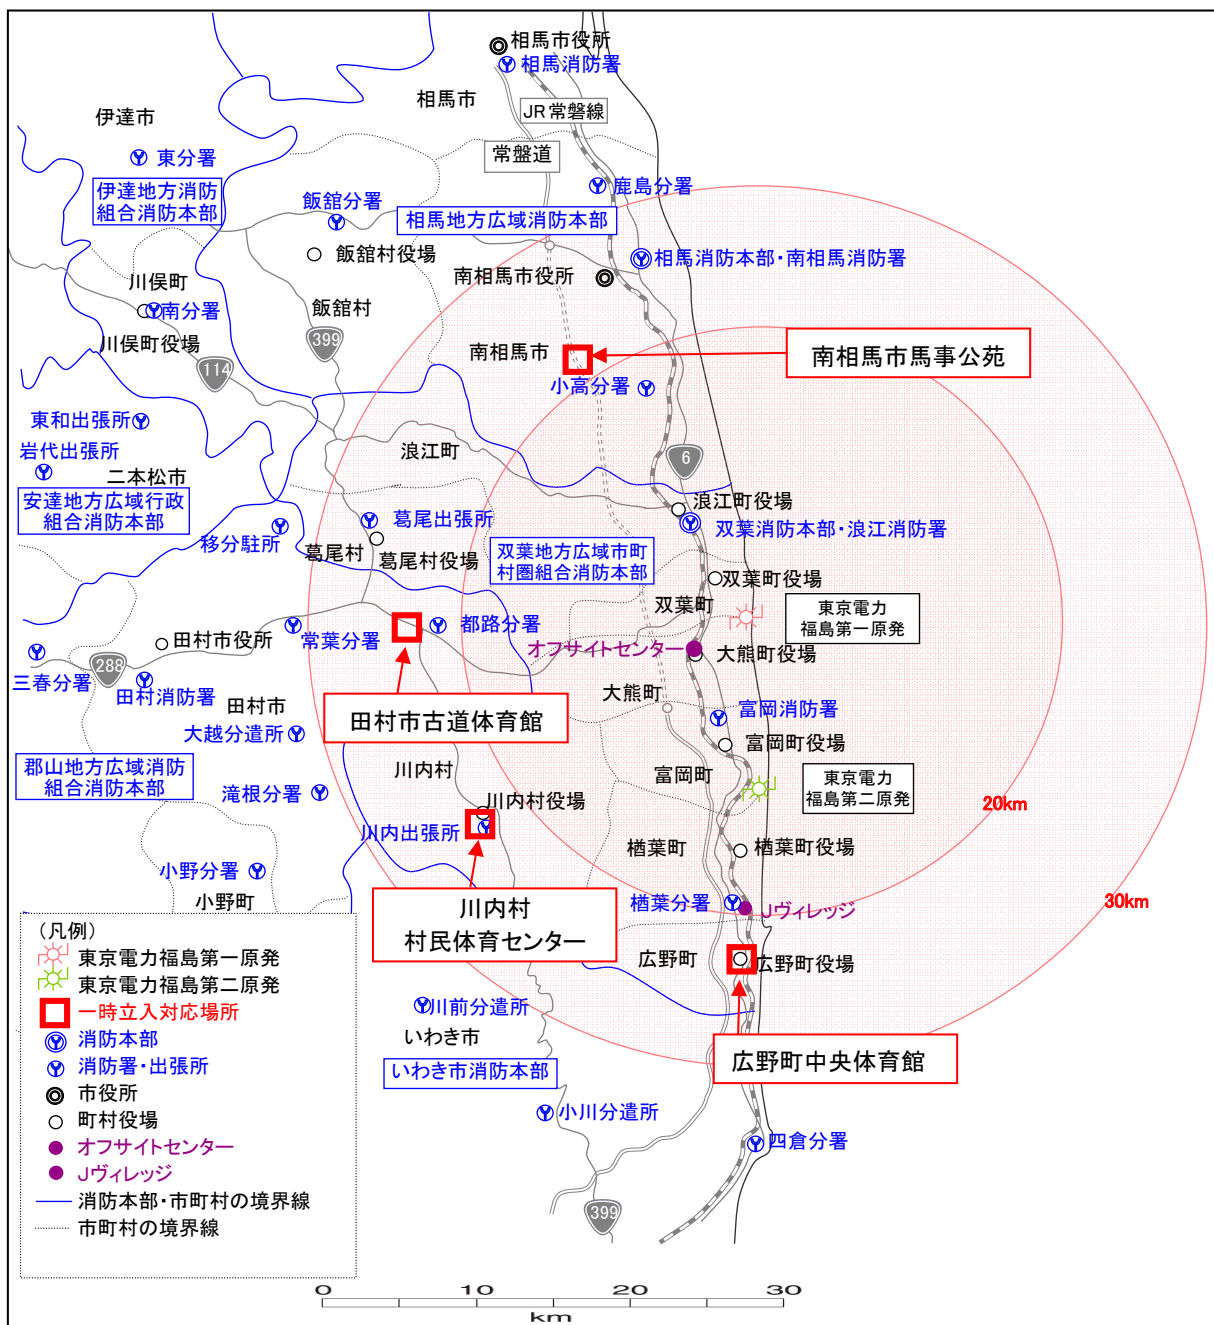 相馬市役所
相馬消防署
相馬市
JR常磐線
伊達市
常盤道
東分署
鹿島分署
伊達地方消防
組合消防本部
飯舘分署
相馬地方広域消防本部
飯舘村役場
相馬消防本部・南相馬消防署
南相馬市役所
川俣町
飯舘村
南分署
川俣町役場
399
南相馬市
南相馬市馬事公苑
114
小高分署
東和出張所
浪江町
岩代出張所
6
二本松市
安達地方広域行政
組合消防本部
浪江町役場
葛尾出張所
双葉消防本部・浪江消防署
移分駐所
葛尾村
葛尾村役場
双葉地方広域市町
村圏組合消防本部
双葉町役場
双葉町
東京電力
福島第一原発
常葉分署
都路分署
田村市役所
オフサイトセンター
大熊町役場
288
三春分署
田村消防署
大熊町
田村市
田村市古道体育館
富岡消防署
大越分遣所
富岡町役場
郡山地方広域消防
組合消防本部
川内村
富岡町
東京電力
福島第二原発
滝根分署
川内村役場
20km
川内出張所
楢葉町
楢葉町役場
小野分署
小野町
川内村
村民体育センター
楢葉分署
Jヴィレッジ
30km
(凡例)
東京電力福島第一原発
東京電力福島第二原発
一時立入対応場所
消防本部
消防署・出張所
市役所
町村役場
オフサイトセンター
Jヴィレッジ
消防本部・市町村の境界線
市町村の境界線
広野町
広野町役場
川前分遣所
いわき市
いわき市消防本部
広野町中央体育館
小川分遣所
四倉分署
399
0 10 20 30
km